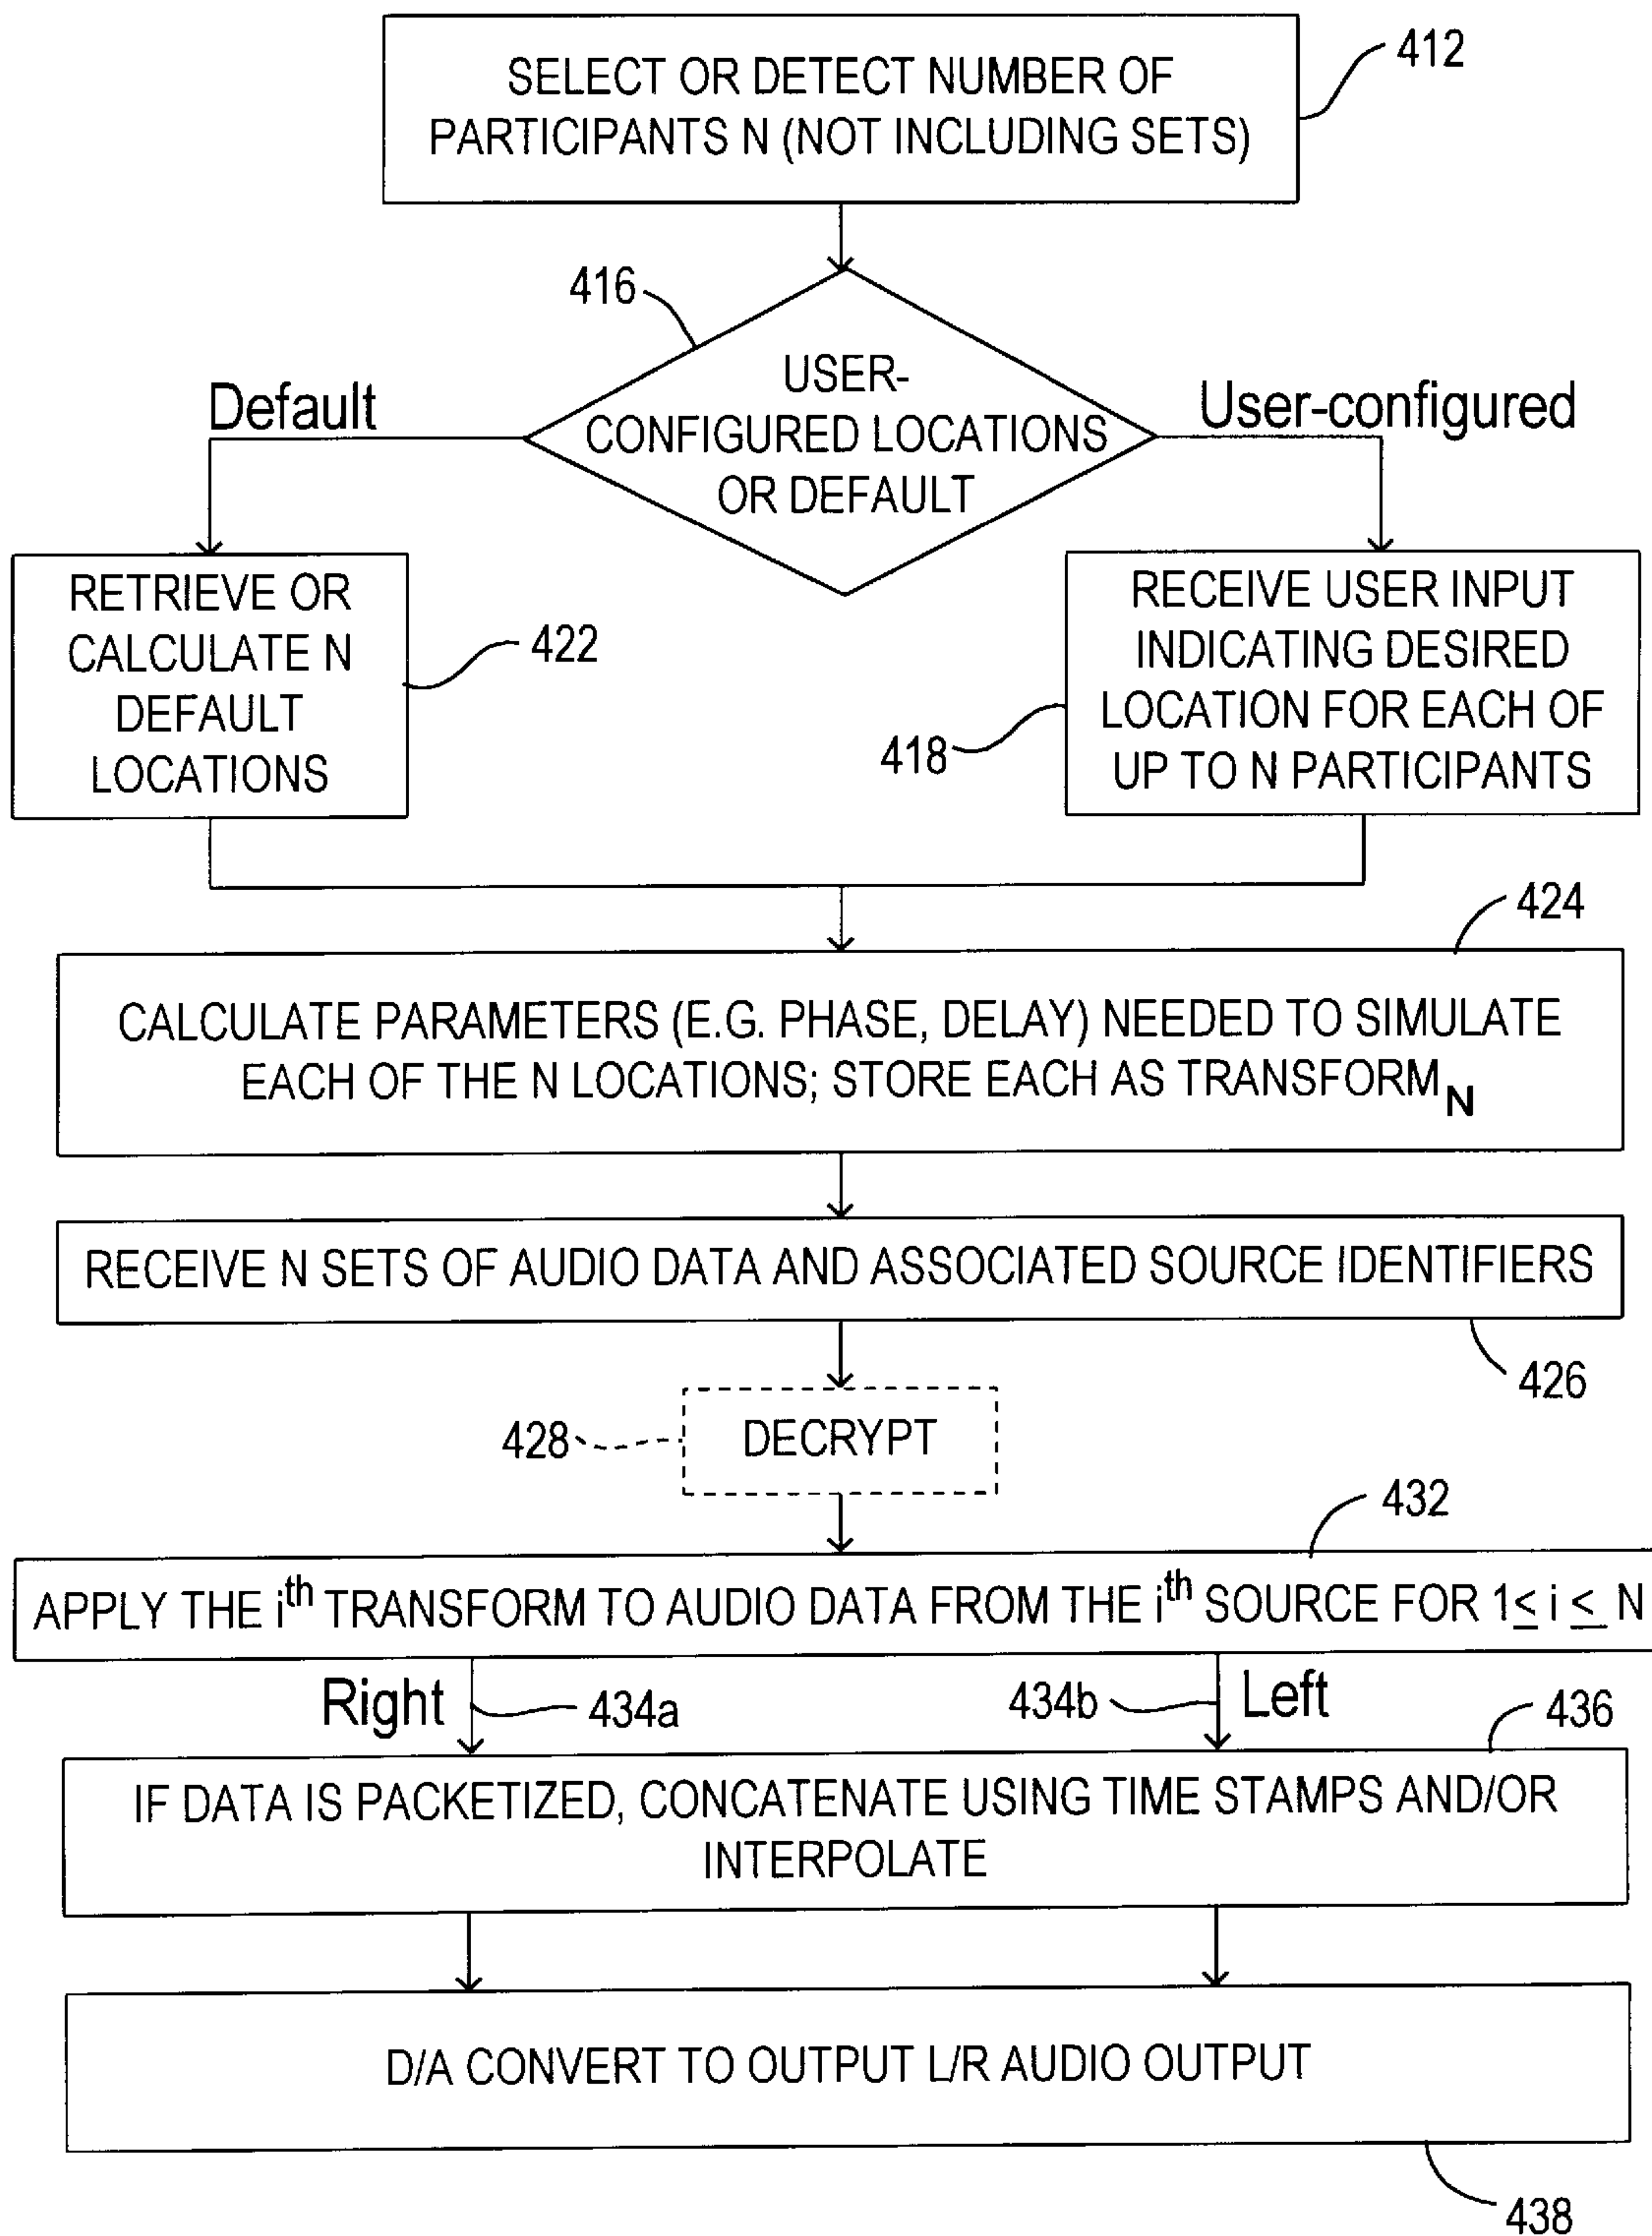 412
SELECT OR DETECT NUMBER OF
PARTICIPANTS N (NOT INCLUDING SETS)
416
USER-
CONFIGURED LOCATIONS
OR DEFAULT
Default
User-configured
RETRIEVE OR
CALCULATE N
DEFAULT
LOCATIONS
422
RECEIVE USER INPUT
INDICATING DESIRED
LOCATION FOR EACH OF
UP TO N PARTICIPANTS
418
424
CALCULATE PARAMETERS (E.G. PHASE, DELAY) NEEDED TO SIMULATE
EACH OF THE N LOCATIONS; STORE EACH AS TRANSFORM_N
RECEIVE N SETS OF AUDIO DATA AND ASSOCIATED SOURCE IDENTIFIERS
426
428
DECRYPT
432
APPLY THE i^th TRANSFORM TO AUDIO DATA FROM THE i^th SOURCE FOR 1≤ i ≤ N
Right
434a
434b
Left
436
IF DATA IS PACKETIZED, CONCATENATE USING TIME STAMPS AND/OR
INTERPOLATE
D/A CONVERT TO OUTPUT L/R AUDIO OUTPUT
438